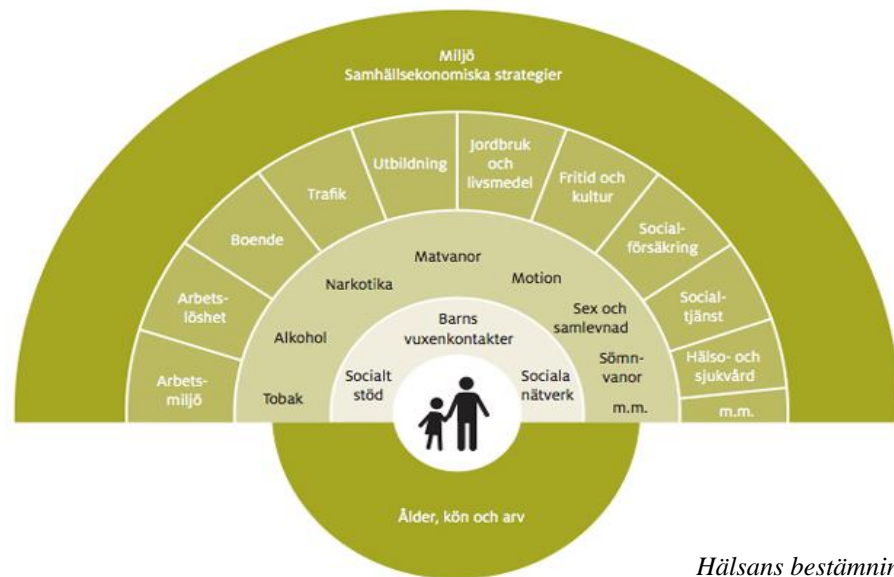 Miljö
Samhällsekonomiska strategier
Arbets-
miljö
Arbets-
löshet
Boende
Trafik
Utbildning
Jordbruk
och
livsmedel
Fritid och
kultur
Social-
försäkring
Social-
tjänst
Hälso- och
sjukvård
m.m.
Tobak
Alkohol
Narkotika
Matvanor
Motion
Sex och
samlevnad
Sömn-
vanor
m.m.
Socialt
stöd
Barns
vuxenkontakter
Sociala
nätverk
Ålder, kön och arv
Hälsans bestämnin